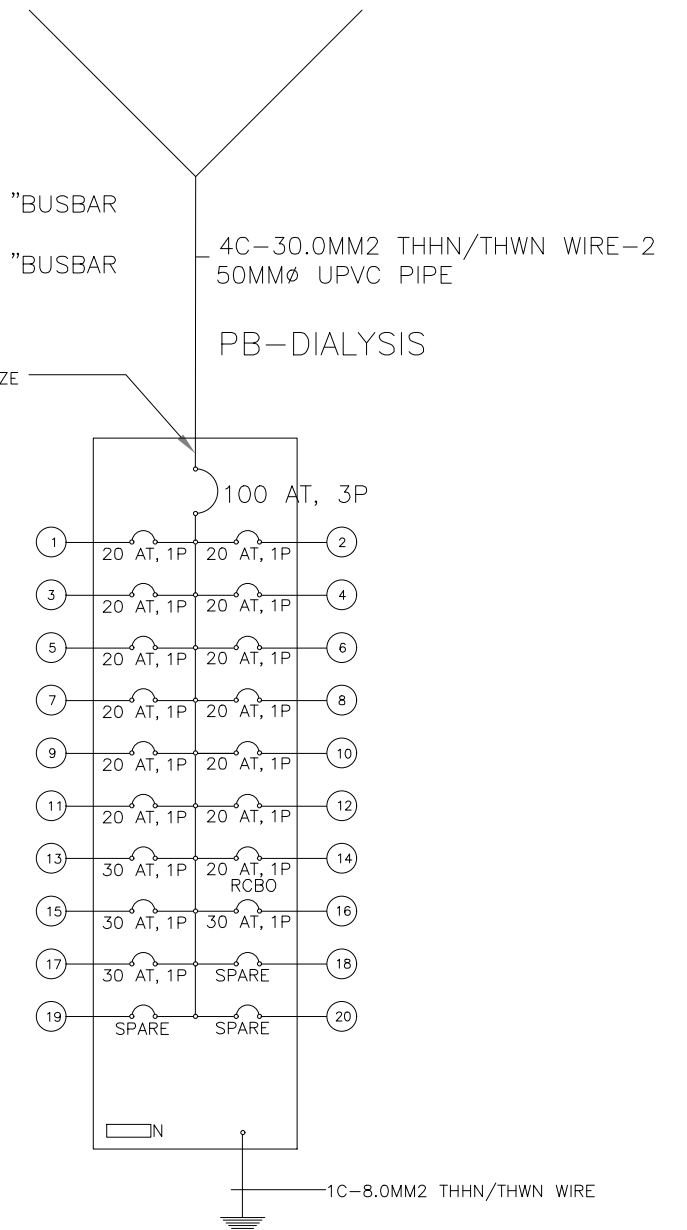 "BUSBAR
"BUSBAR
4C-30.0MM2 THHN/THWN WIRE-2
50MMØ UPVC PIPE
PB-DIALYSIS
ZE
100 AT, 3P
1 20 AT, 1P 20 AT, 1P 2
3 20 AT, 1P 20 AT, 1P 4
5 20 AT, 1P 20 AT, 1P 6
7 20 AT, 1P 20 AT, 1P 8
9 20 AT, 1P 20 AT, 1P 10
11 20 AT, 1P 20 AT, 1P 12
13 30 AT, 1P 20 AT, 1P 14
RCBO
15 30 AT, 1P 30 AT, 1P 16
17 30 AT, 1P SPARE 18
19 SPARE SPARE 20
N
1C-8.0MM2 THHN/THWN WIRE